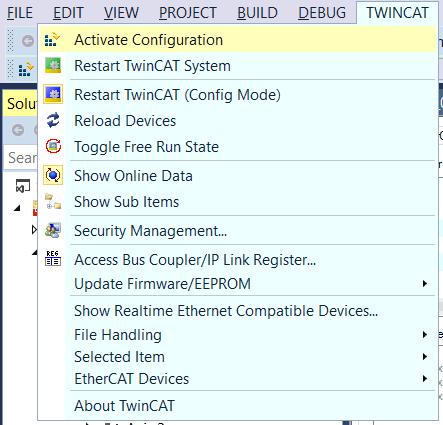 FILE EDIT VIEW PROJECT BUILD DEBUG TWINCAT
Activate Configuration
Restart TwinCAT System
Restart TwinCAT (Config Mode)
Reload Devices
Toggle Free Run State
Show Online Data
Show Sub Items
Security Management...
REG Access Bus Coupler/IP Link Register...
Update Firmware/EEPROM
Show Realtime Ethernet Compatible Devices...
File Handling
Selected Item
EtherCAT Devices
About TwinCAT
Solu
Sear